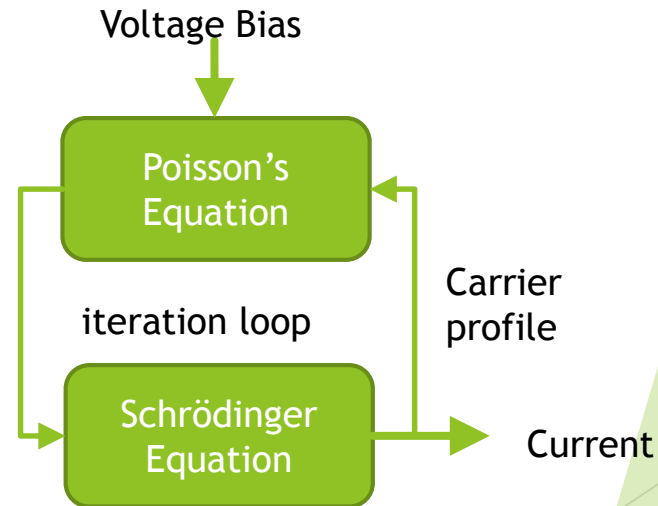 Voltage Bias
Poisson's
Equation
iteration loop
Carrier
profile
Schrödinger
Equation
Current